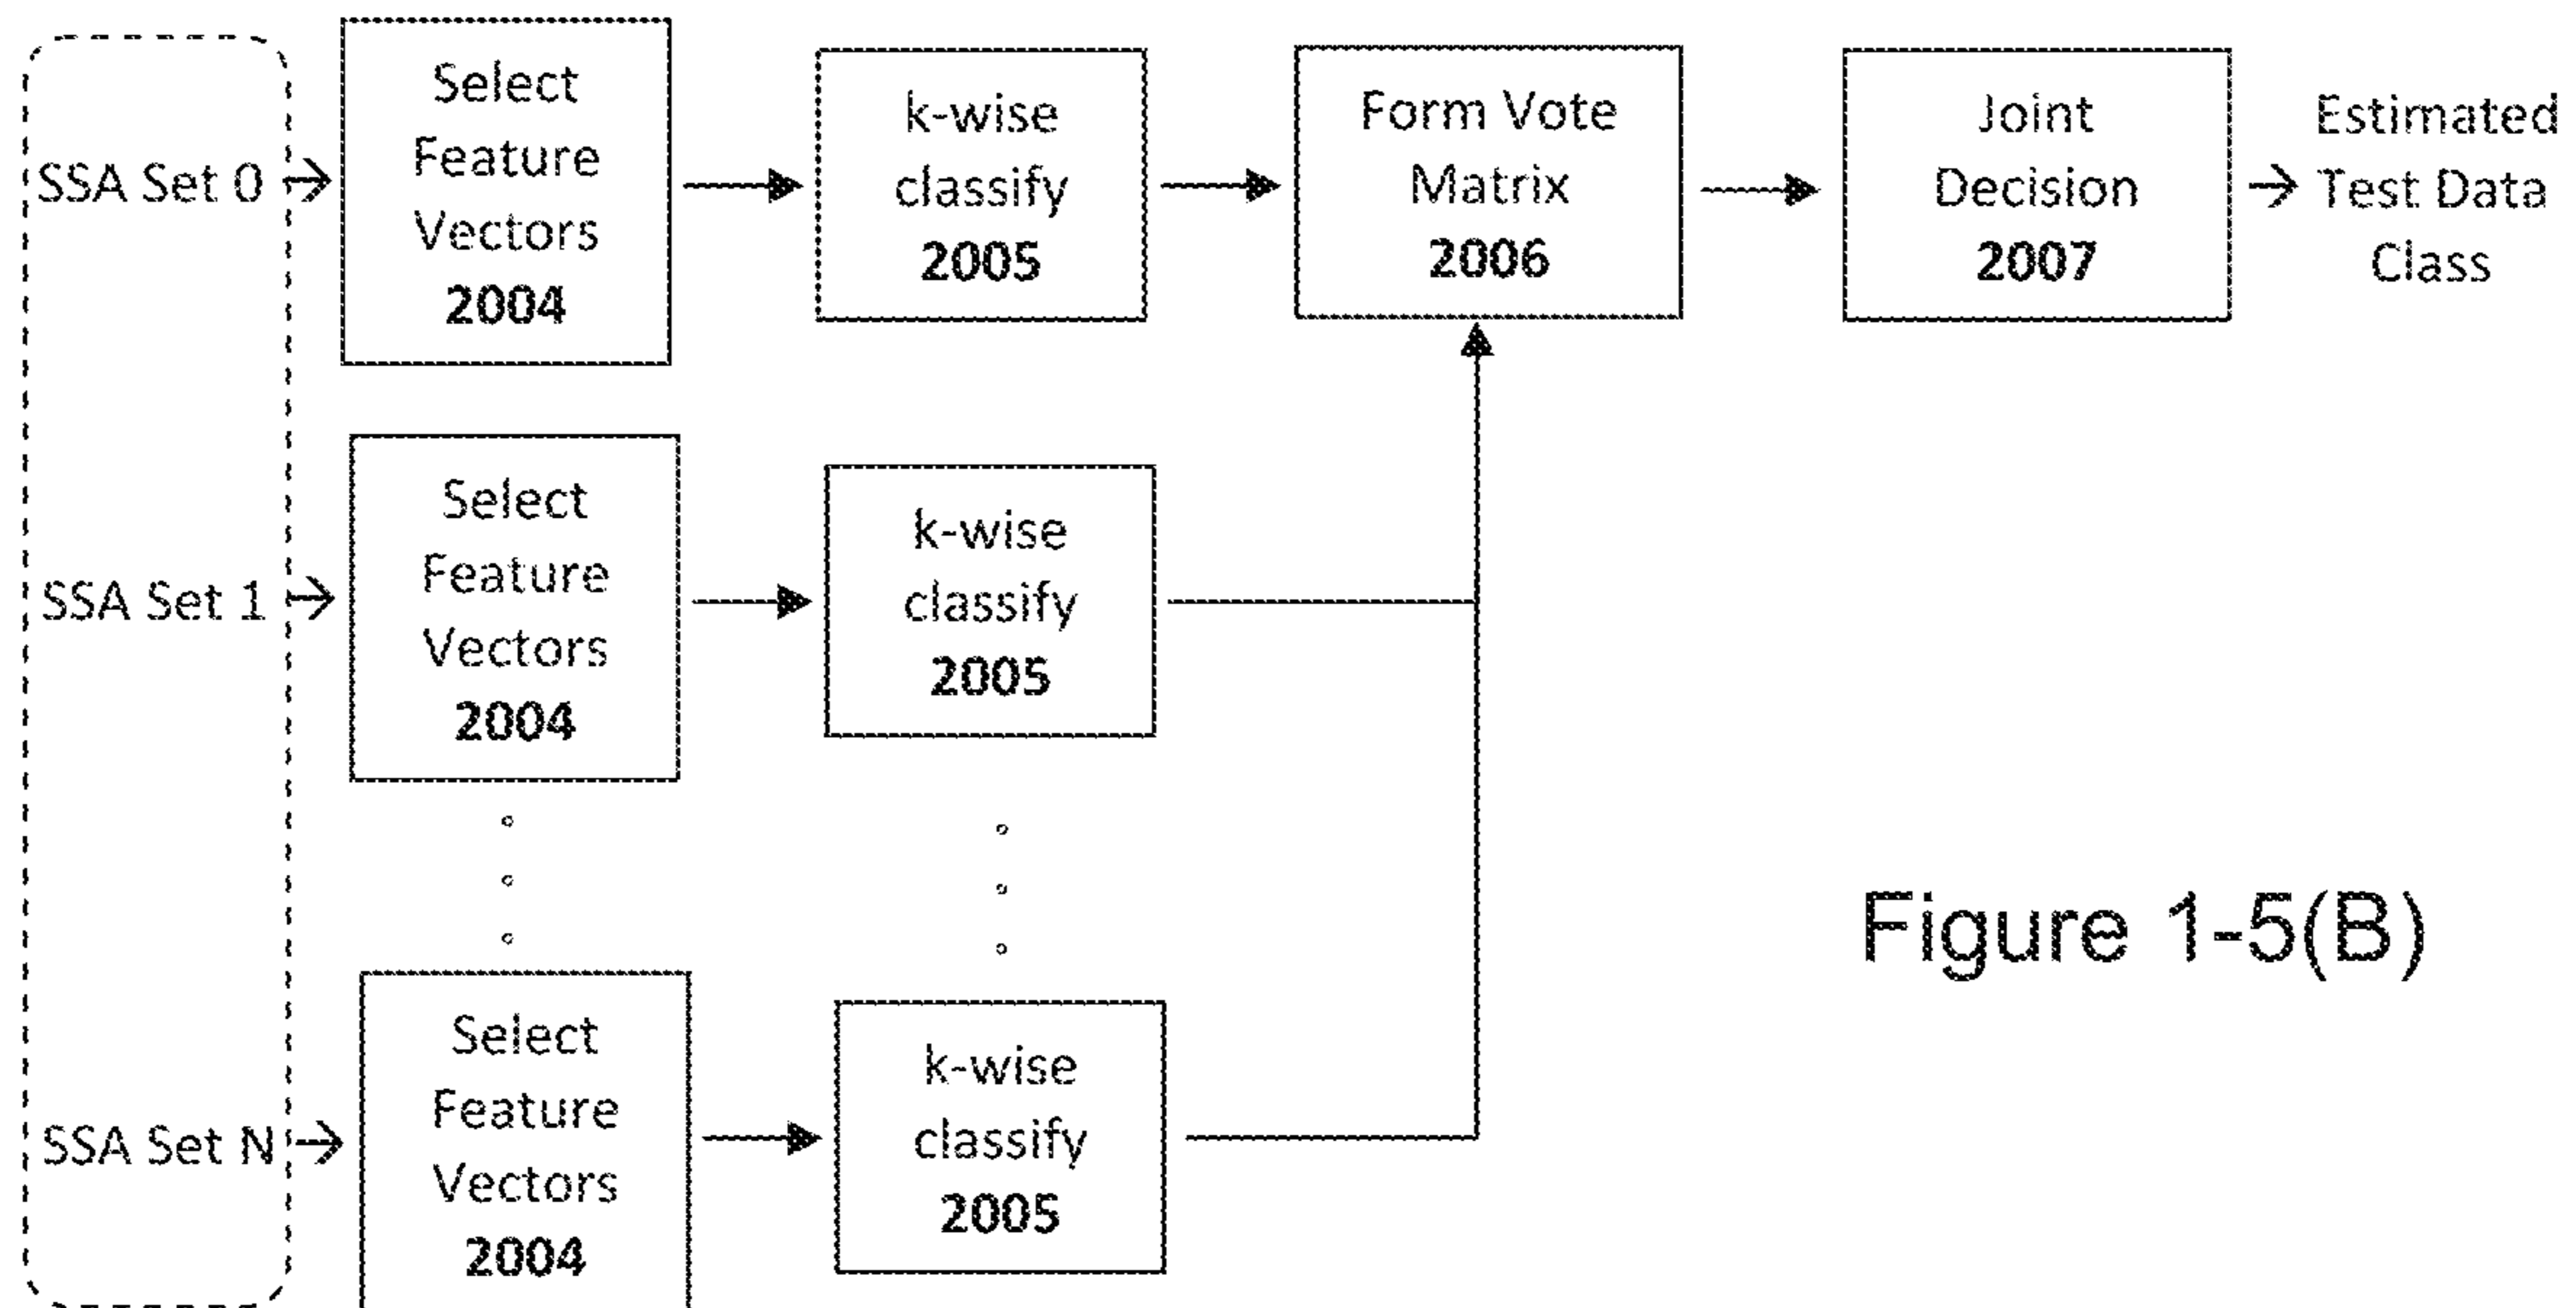 SSA Set 0
Select
Feature
Vectors
2004
k-wise
classify
2005
Form Vote
Matrix
2006
Joint
Decision
2007
Estimated
Test Data
Class
SSA Set 1
Select
Feature
Vectors
2004
k-wise
classify
2005
SSA Set N
Select
Feature
Vectors
2004
k-wise
classify
2005
Figure 1-5(B)